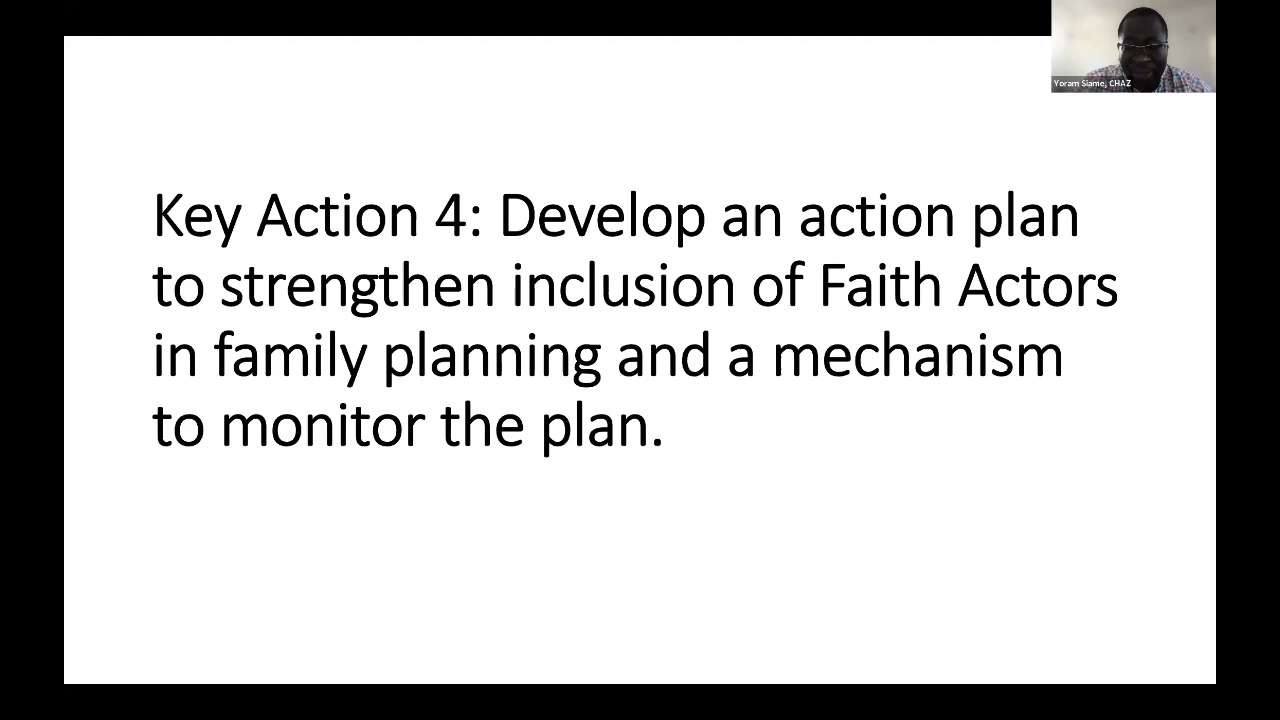 Yoram Siame, CHAZ
Key Action 4: Develop an action plan
to strengthen inclusion of Faith Actors
in family planning and a mechanism
to monitor the plan.